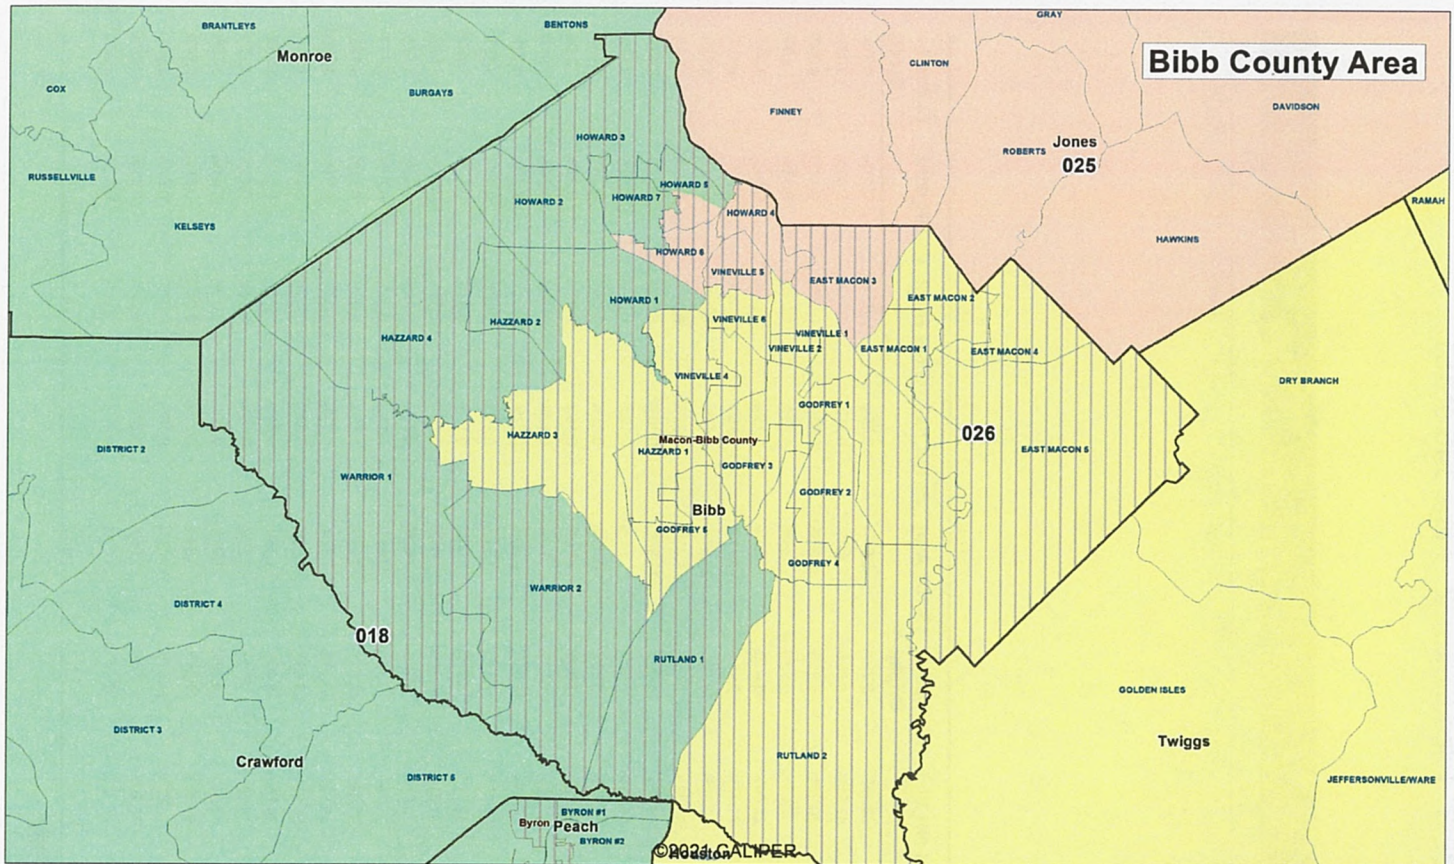 Bibb County Area
BRANTLEYS
BENTONS
GRAY
Monroe
CLINTON
COX
BURGAYS
FINNEY
DAVIDSON
HOWARD 3
Jones
ROBERTS
025
RUSSELLVILLE
HOWARD 5
HOWARD 7
HOWARD 2
RAMAH
HOWARD 4
KELSEYS
HAWKINS
HOWARD 6
VINEVILLE 5
EAST MACON 3
HOWARD 1
EAST MACON 2
HAZZARD 2
VINEVILLE 6
HAZZARD 4
VINEVILLE 1
VINEVILLE 2
EAST MACON 1
EAST MACON 4
VINEVILLE 4
DRY BRANCH
GODFREY 1
HAZZARD 3
026
Macon-Bibb County
DISTRICT 2
HAZZARD 1
EAST MACON 5
GODFREY 3
WARRIOR 1
GODFREY 2
Bibb
GODFREY 5
GODFREY 4
WARRIOR 2
DISTRICT 4
018
RUTLAND 1
GOLDEN ISLES
DISTRICT 3
Twiggs
RUTLAND 2
Crawford
DISTRICT 5
JEFFERSONVILLE/WARE
BYRON #1
Byron
Peach
BYRON #2
©2021 CALIPER
Houston